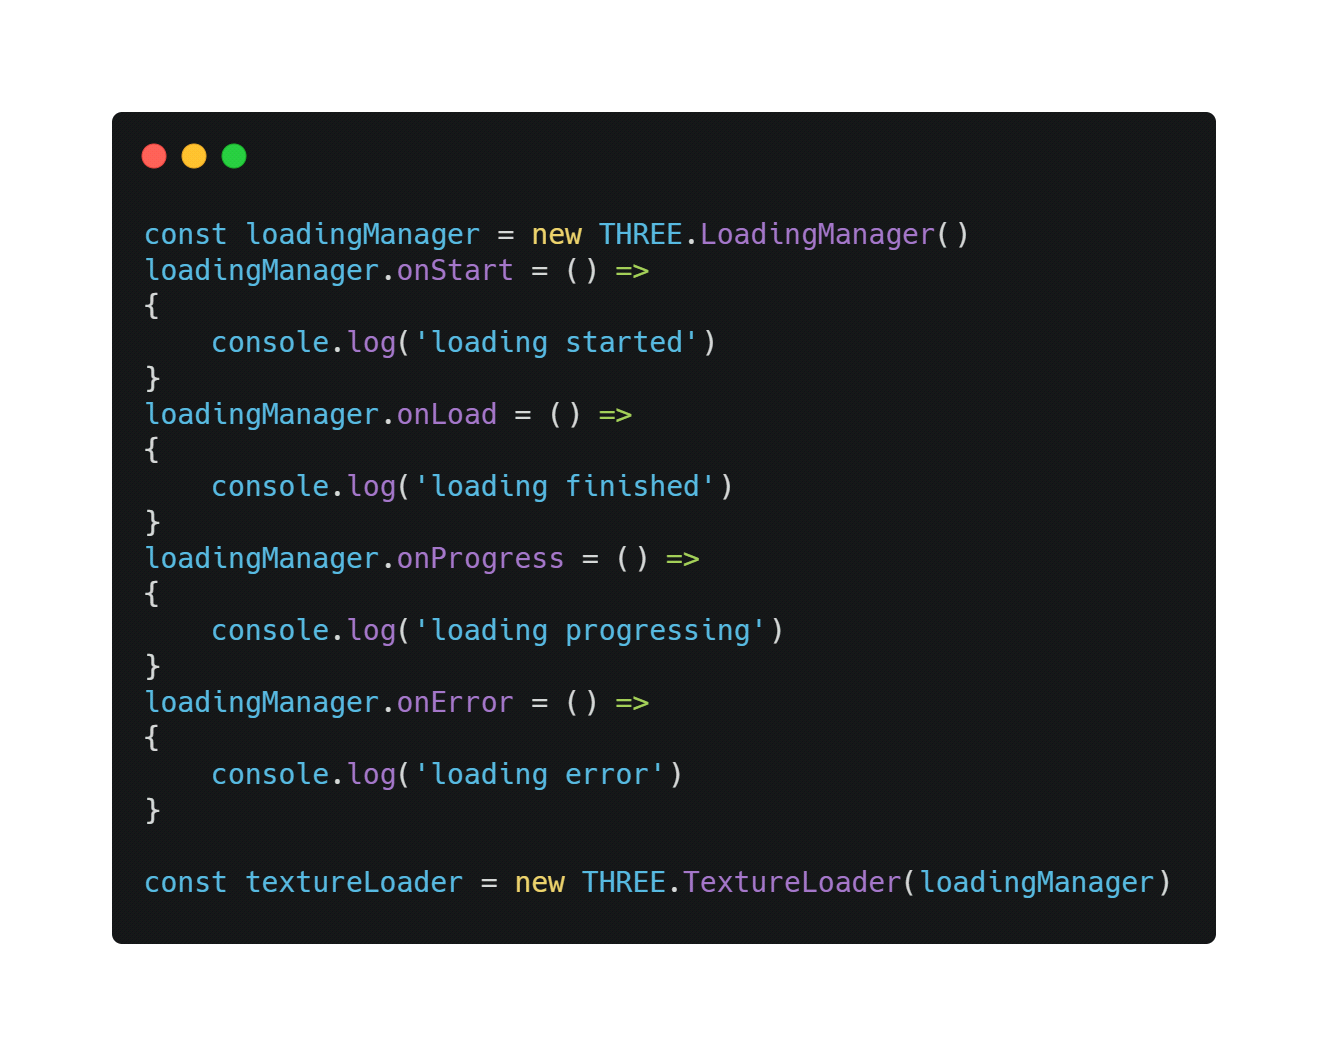 const loadingManager = new THREE.LoadingManager()
loadingManager.onStart = () =>
{
    console.log('loading started')
}
loadingManager.onLoad = () =>
{
    console.log('loading finished')
}
loadingManager.onProgress = () =>
{
    console.log('loading progressing')
}
loadingManager.onError = () =>
{
    console.log('loading error')
}

const textureLoader = new THREE.TextureLoader(loadingManager)